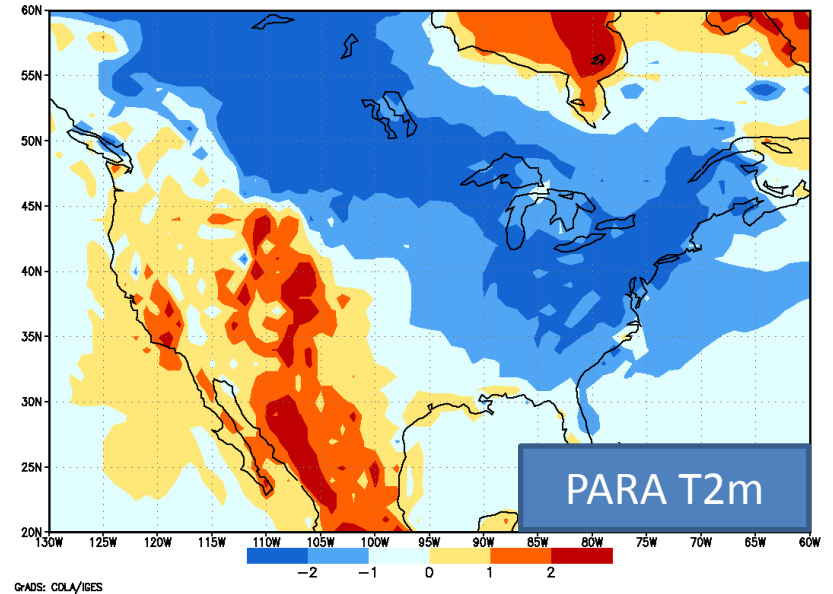 60N
55N
50N
45N
40N
35N
30N
25N
20N
PARA T2m
130W 125W 120W 115W 110W 105W 100W 95W 90W 85W 80W 75W 70W 65W 60W
-2 -1 0 1 2
GrADS: COLA/IGES